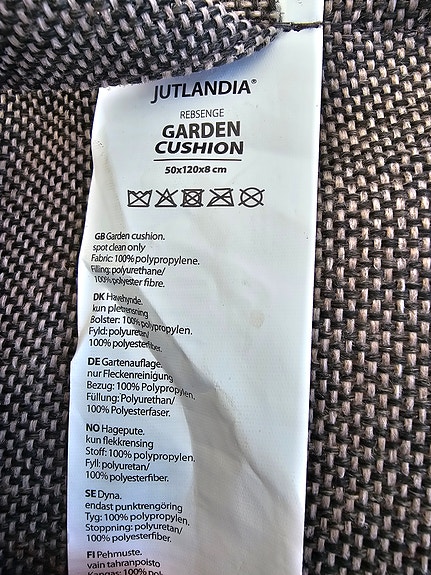 JUTLANDIA®
REBSENGE
GARDEN
CUSHION
50x120x8 cm
GB Garden cushion.
spot clean only
Fabric: 100% polypropylene.
Filling: polyurethane/
100% polyester fibre.
DK Havehynde.
kun pletrensning
Bolster: 100% polypropylen.
Fyld: polyuretan/
100% polyesterfiber.
DE Gartenauflage.
nur Fleckenreinigung
Bezug: 100% Polypropylen.
Füllung: Polyurethan/
100% Polyesterfaser.
NO Hagepute.
kun flekkrensing
Stoff: 100% polypropylen.
Fyll: polyuretan/
100% polyesterfiber.
SE Dyna.
endast punktrengöring
Tyg: 100% polypropylen.
Stoppning: polyuretan/
100% polyesterfiber.
FI Pehmuste.
vain tahranpoisto
Kangas: 100%